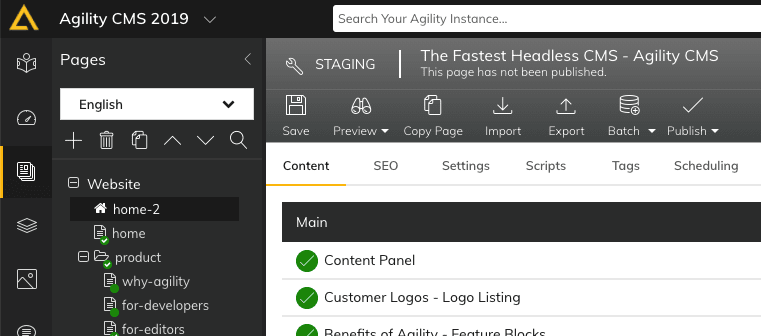 Agility CMS 2019
Search Your Agility Instance...
Pages
English
Website
home-2
home
product
why-agility
for-developers
for-editors
STAGING
The Fastest Headless CMS - Agility CMS
This page has not been published.
Save Preview Copy Page Import Export Batch Publish
Content SEO Settings Scripts Tags Scheduling
Main
Content Panel
Customer Logos - Logo Listing
Benefits of Agility - Feature Blocks